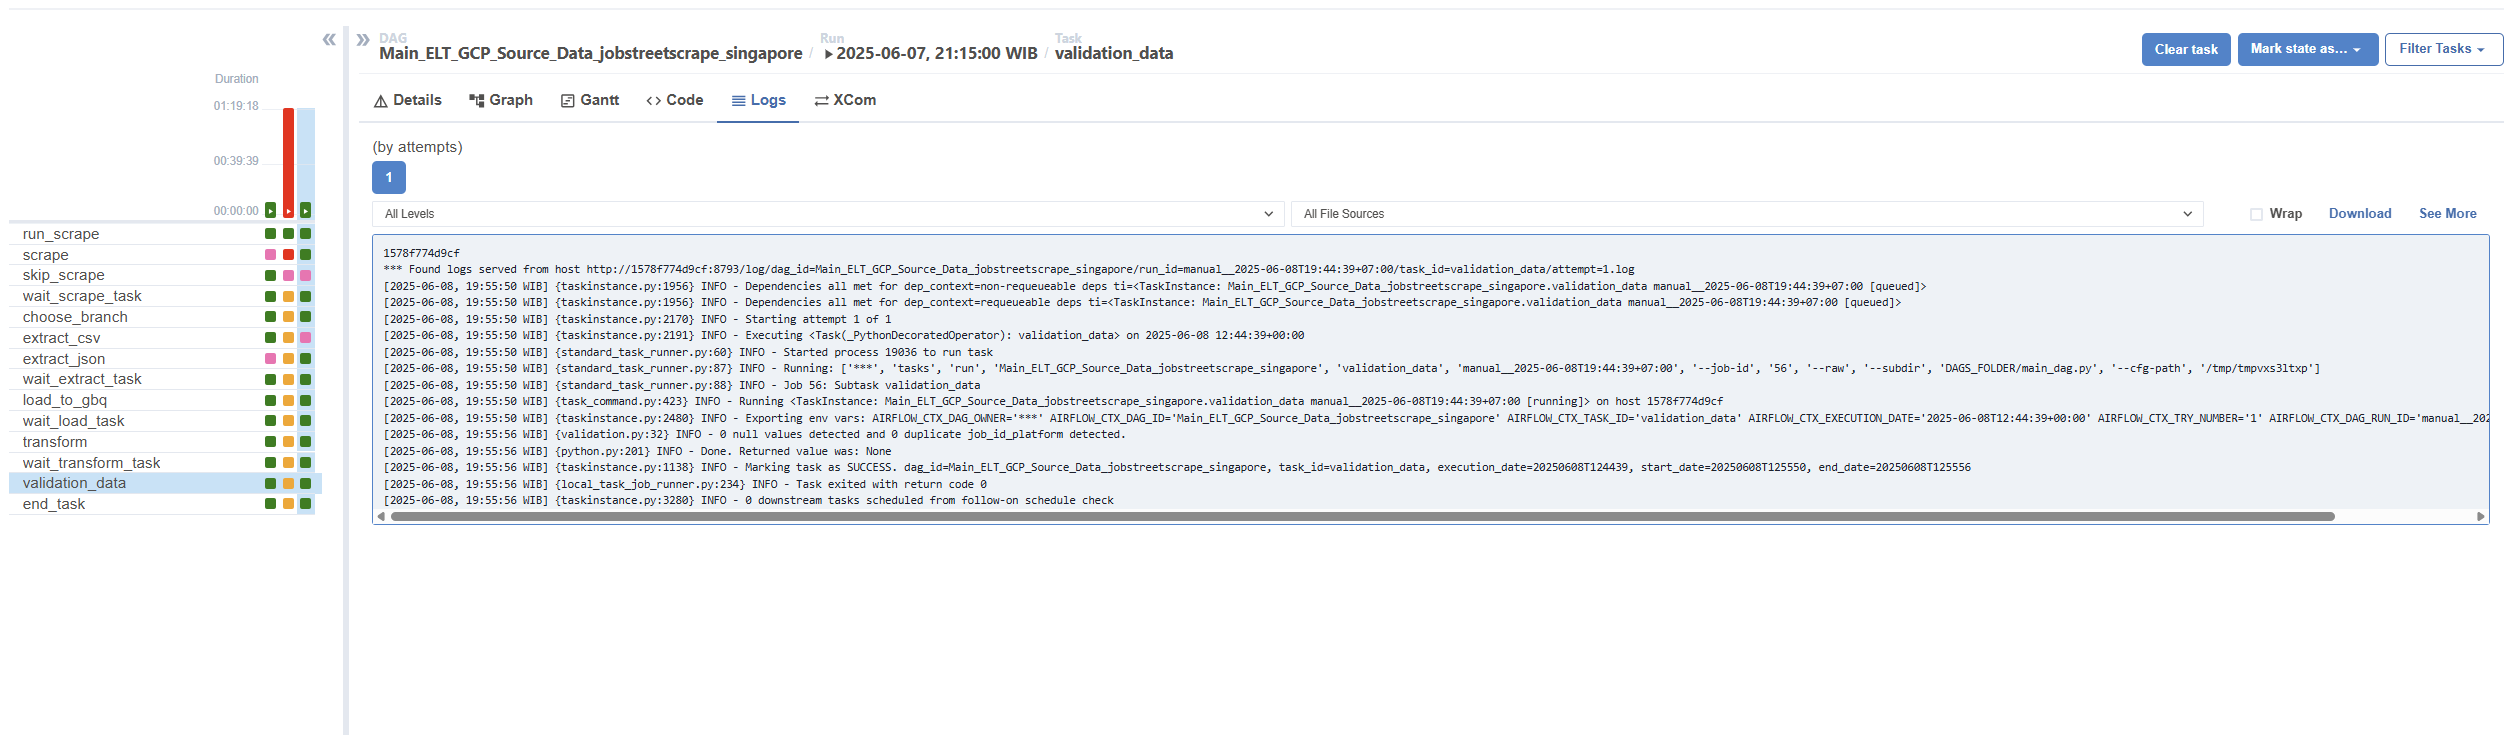 DAG
Main_ELT_GCP_Source_Data_jobstreetscrape_singapore
/
Run
2025-06-07, 21:15:00 WIB
/
Task
validation_data
Clear task
Mark state as...
Filter Tasks
Duration
01:19:18
00:39:39
00:00:00
run_scrape
scrape
skip_scrape
wait_scrape_task
choose_branch
extract_csv
extract_json
wait_extract_task
load_to_gbq
wait_load_task
transform
wait_transform_task
validation_data
end_task
Details
Graph
Gantt
Code
Logs
XCom
(by attempts)
1
All Levels
All File Sources
Wrap
Download
See More
1578f774d9cf
*** Found logs served from host http://1578f774d9cf:8793/log/dag_id=Main_ELT_GCP_Source_Data_jobstreetscrape_singapore/run_id=manual__2025-06-08T19:44:39+07:00/task_id=validation_data/attempt=1.log
[2025-06-08, 19:55:50 WIB] {taskinstance.py:1956} INFO - Dependencies all met for dep_context=non-requeueable deps ti=<TaskInstance: Main_ELT_GCP_Source_Data_jobstreetscrape_singapore.validation_data manual__2025-06-08T19:44:39+07:00 [queued]>
[2025-06-08, 19:55:50 WIB] {taskinstance.py:1956} INFO - Dependencies all met for dep_context=requeueable deps ti=<TaskInstance: Main_ELT_GCP_Source_Data_jobstreetscrape_singapore.validation_data manual__2025-06-08T19:44:39+07:00 [queued]>
[2025-06-08, 19:55:50 WIB] {taskinstance.py:2170} INFO - Starting attempt 1 of 1
[2025-06-08, 19:55:50 WIB] {taskinstance.py:2191} INFO - Executing <Task(_PythonDecoratedOperator): validation_data> on 2025-06-08 12:44:39+00:00
[2025-06-08, 19:55:50 WIB] {standard_task_runner.py:60} INFO - Started process 19036 to run task
[2025-06-08, 19:55:50 WIB] {standard_task_runner.py:87} INFO - Running: ['***', 'tasks', 'run', 'Main_ELT_GCP_Source_Data_jobstreetscrape_singapore', 'validation_data', 'manual__2025-06-08T19:44:39+07:00', '--job-id', '56', '--raw', '--subdir', 'DAGS_FOLDER/main_dag.py', '--cfg-path', '/tmp/tmpvxs3ltxp']
[2025-06-08, 19:55:50 WIB] {standard_task_runner.py:88} INFO - Job 56: Subtask validation_data
[2025-06-08, 19:55:50 WIB] {task_command.py:423} INFO - Running <TaskInstance: Main_ELT_GCP_Source_Data_jobstreetscrape_singapore.validation_data manual__2025-06-08T19:44:39+07:00 [running]> on host 1578f774d9cf
[2025-06-08, 19:55:50 WIB] {taskinstance.py:2480} INFO - Exporting env vars: AIRFLOW_CTX_DAG_OWNER='***' AIRFLOW_CTX_DAG_ID='Main_ELT_GCP_Source_Data_jobstreetscrape_singapore' AIRFLOW_CTX_TASK_ID='validation_data' AIRFLOW_CTX_EXECUTION_DATE='2025-06-08T12:44:39+00:00' AIRFLOW_CTX_TRY_NUMBER='1' AIRFLOW_CTX_DAG_RUN_ID='manual__202
[2025-06-08, 19:55:56 WIB] {validation.py:32} INFO - 0 null values detected and 0 duplicate job_id_platform detected.
[2025-06-08, 19:55:56 WIB] {python.py:201} INFO - Done. Returned value was: None
[2025-06-08, 19:55:56 WIB] {taskinstance.py:1138} INFO - Marking task as SUCCESS. dag_id=Main_ELT_GCP_Source_Data_jobstreetscrape_singapore, task_id=validation_data, execution_date=20250608T124439, start_date=20250608T125550, end_date=20250608T125556
[2025-06-08, 19:55:56 WIB] {local_task_job_runner.py:234} INFO - Task exited with return code 0
[2025-06-08, 19:55:56 WIB] {taskinstance.py:3280} INFO - 0 downstream tasks scheduled from follow-on schedule check